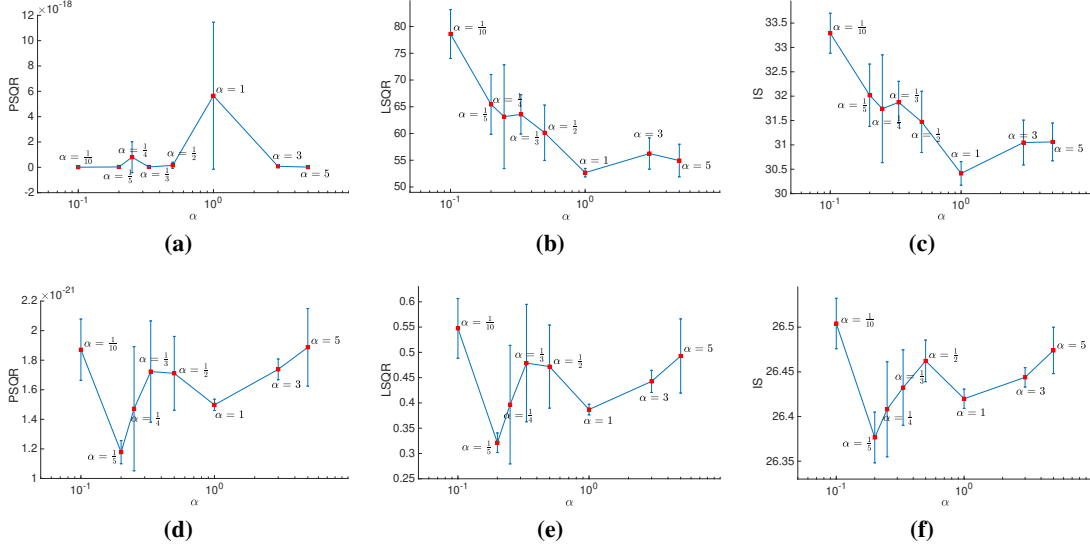 ×10⁻¹⁸
12
10
8
6
4
2
0
-2
PSQR
10⁻¹
10⁰
α
α = 1/10
α = 1/5
α = 1/4
α = 1/3
α = 1/2
α = 1
α = 3
α = 5
(a)
80
75
70
65
60
55
50
LSQR
10⁻¹
10⁰
α
α = 1/10
α = 1/5
α = 1/4
α = 1/3
α = 1/2
α = 1
α = 3
α = 5
(b)
33.5
33
32.5
32
31.5
31
30.5
30
IS
10⁻¹
10⁰
α
α = 1/10
α = 1/5
α = 1/4
α = 1/3
α = 1/2
α = 1
α = 3
α = 5
(c)
×10⁻²¹
2.2
2
1.8
1.6
1.4
1.2
1
PSQR
10⁻¹
10⁰
α
α = 1/10
α = 1/5
α = 1/4
α = 1/3
α = 1/2
α = 1
α = 3
α = 5
(d)
0.6
0.55
0.5
0.45
0.4
0.35
0.3
0.25
LSQR
10⁻¹
10⁰
α
α = 1/10
α = 1/5
α = 1/4
α = 1/3
α = 1/2
α = 1
α = 3
α = 5
(e)
26.5
26.45
26.4
26.35
26.3
IS
10⁻¹
10⁰
α
α = 1/10
α = 1/5
α = 1/4
α = 1/3
α = 1/2
α = 1
α = 3
α = 5
(f)